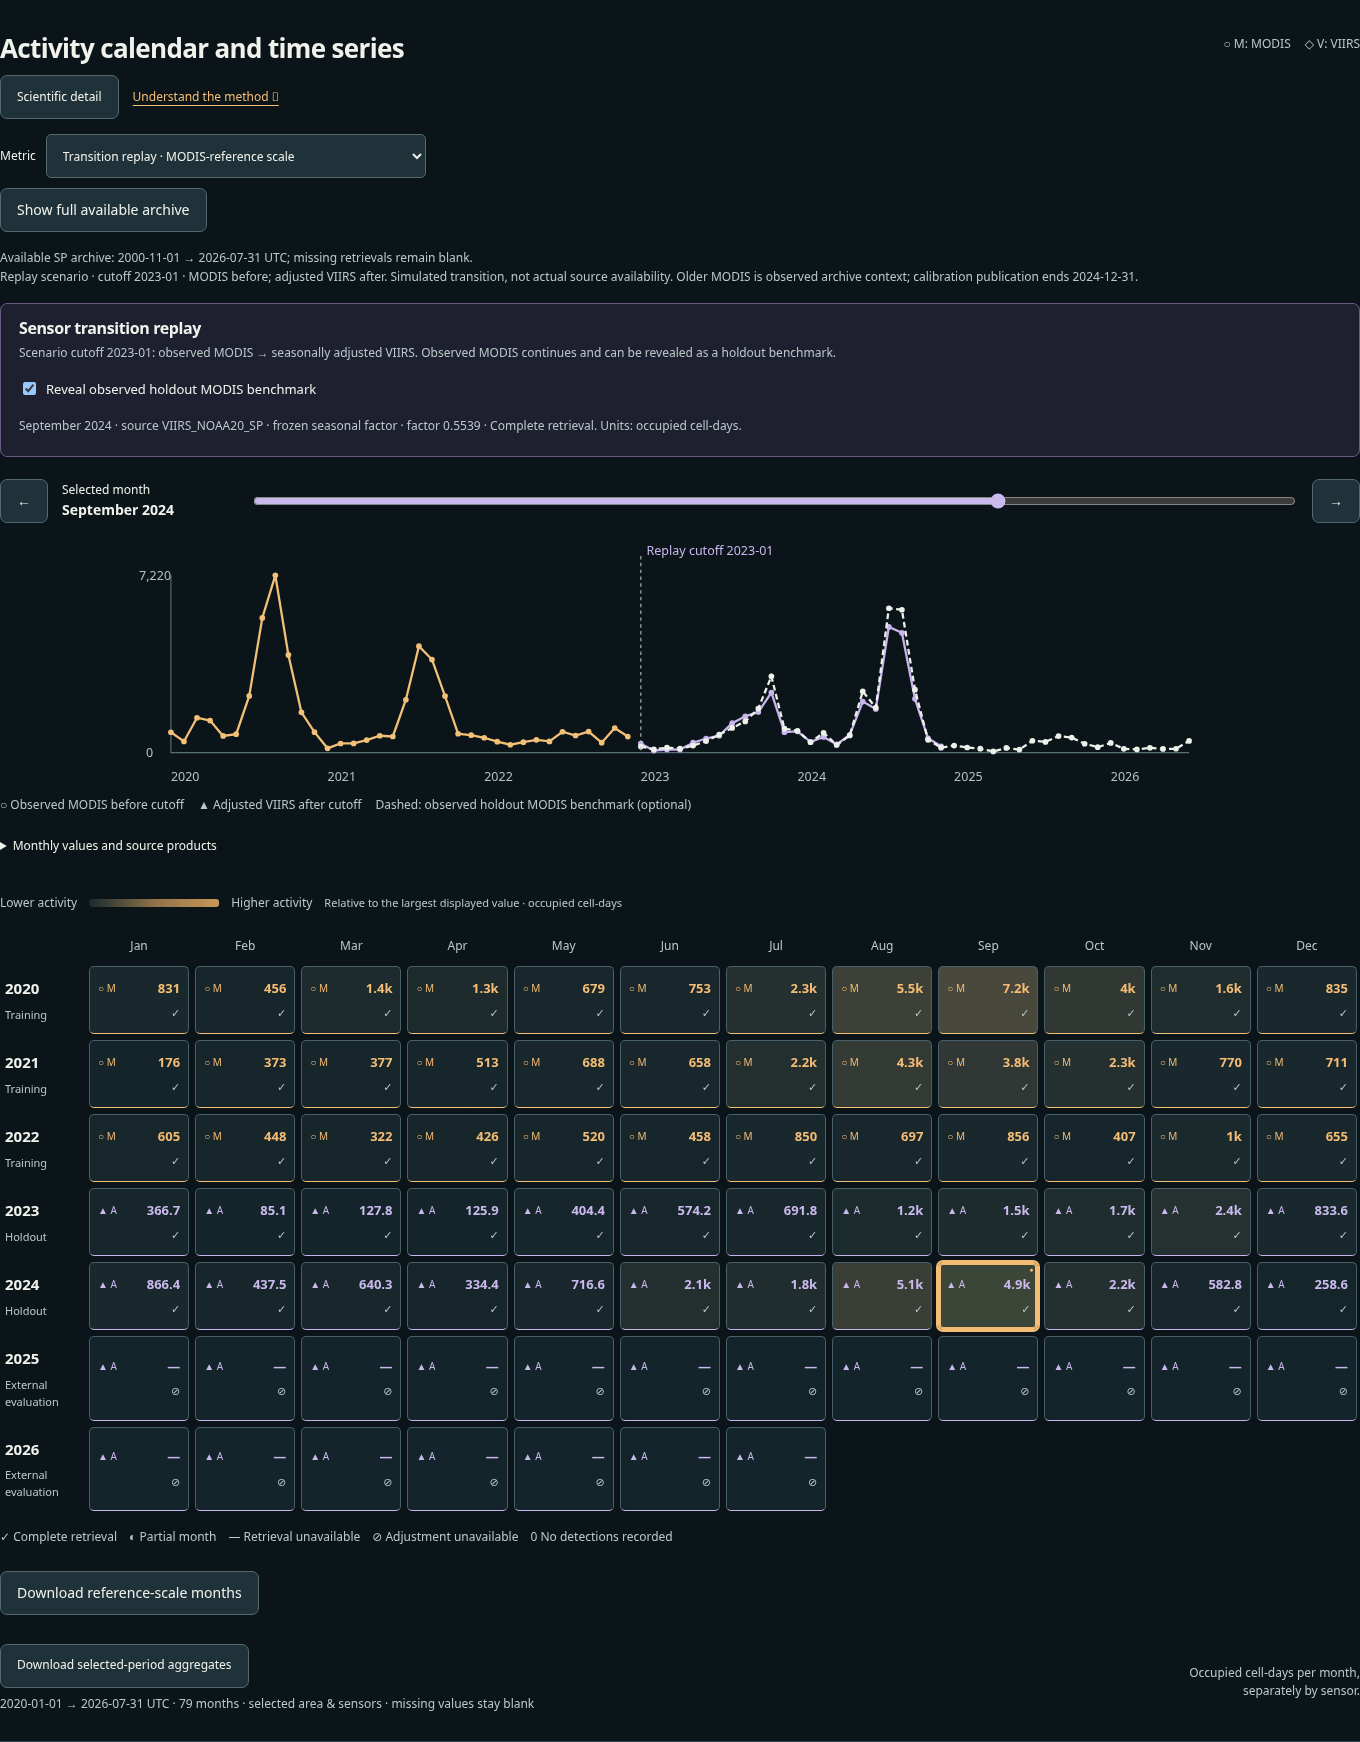 Activity calendar and time series
○ M: MODIS ◇ V: VIIRS
Scientific detail
Understand the method
Metric
Transition replay · MODIS-reference scale
Show full available archive
Available SP archive: 2000-11-01 → 2026-07-31 UTC; missing retrievals remain blank.
Replay scenario · cutoff 2023-01 · MODIS before; adjusted VIIRS after. Simulated transition, not actual source availability. Older MODIS is observed archive context; calibration publication ends 2024-12-31.
Sensor transition replay
Scenario cutoff 2023-01: observed MODIS → seasonally adjusted VIIRS. Observed MODIS continues and can be revealed as a holdout benchmark.
Reveal observed holdout MODIS benchmark
September 2024 · source VIIRS_NOAA20_SP · frozen seasonal factor · factor 0.5539 · Complete retrieval. Units: occupied cell-days.
←
Selected month
September 2024
→
Replay cutoff 2023-01
7,220
0
2020 2021 2022 2023 2024 2025 2026
○ Observed MODIS before cutoff ▲ Adjusted VIIRS after cutoff Dashed: observed holdout MODIS benchmark (optional)
▶ Monthly values and source products
Lower activity Higher activity Relative to the largest displayed value · occupied cell-days
Jan Feb Mar Apr May Jun Jul Aug Sep Oct Nov Dec
2020 ○ M 831 ○ M 456 ○ M 1.4k ○ M 1.3k ○ M 679 ○ M 753 ○ M 2.3k ○ M 5.5k ○ M 7.2k ○ M 4k ○ M 1.6k ○ M 835
Training ✓ ✓ ✓ ✓ ✓ ✓ ✓ ✓ ✓ ✓ ✓ ✓
2021 ○ M 176 ○ M 373 ○ M 377 ○ M 513 ○ M 688 ○ M 658 ○ M 2.2k ○ M 4.3k ○ M 3.8k ○ M 2.3k ○ M 770 ○ M 711
Training ✓ ✓ ✓ ✓ ✓ ✓ ✓ ✓ ✓ ✓ ✓ ✓
2022 ○ M 605 ○ M 448 ○ M 322 ○ M 426 ○ M 520 ○ M 458 ○ M 850 ○ M 697 ○ M 856 ○ M 407 ○ M 1k ○ M 655
Training ✓ ✓ ✓ ✓ ✓ ✓ ✓ ✓ ✓ ✓ ✓ ✓
2023 ▲ A 366.7 ▲ A 85.1 ▲ A 127.8 ▲ A 125.9 ▲ A 404.4 ▲ A 574.2 ▲ A 691.8 ▲ A 1.2k ▲ A 1.5k ▲ A 1.7k ▲ A 2.4k ▲ A 833.6
Holdout ✓ ✓ ✓ ✓ ✓ ✓ ✓ ✓ ✓ ✓ ✓ ✓
2024 ▲ A 866.4 ▲ A 437.5 ▲ A 640.3 ▲ A 334.4 ▲ A 716.6 ▲ A 2.1k ▲ A 1.8k ▲ A 5.1k ▲ A 4.9k ▲ A 2.2k ▲ A 582.8 ▲ A 258.6
Holdout ✓ ✓ ✓ ✓ ✓ ✓ ✓ ✓ ✓ ✓ ✓ ✓
2025 ▲ A — ▲ A — ▲ A — ▲ A — ▲ A — ▲ A — ▲ A — ▲ A — ▲ A — ▲ A — ▲ A — ▲ A —
External ⊘ ⊘ ⊘ ⊘ ⊘ ⊘ ⊘ ⊘ ⊘ ⊘ ⊘ ⊘
evaluation
2026 ▲ A — ▲ A — ▲ A — ▲ A — ▲ A — ▲ A — ▲ A —
External ⊘ ⊘ ⊘ ⊘ ⊘ ⊘ ⊘
evaluation
✓ Complete retrieval ◖ Partial month — Retrieval unavailable ⊘ Adjustment unavailable 0 No detections recorded
Download reference-scale months
Download selected-period aggregates
2020-01-01 → 2026-07-31 UTC · 79 months · selected area & sensors · missing values stay blank
Occupied cell-days per month,
separately by sensor.